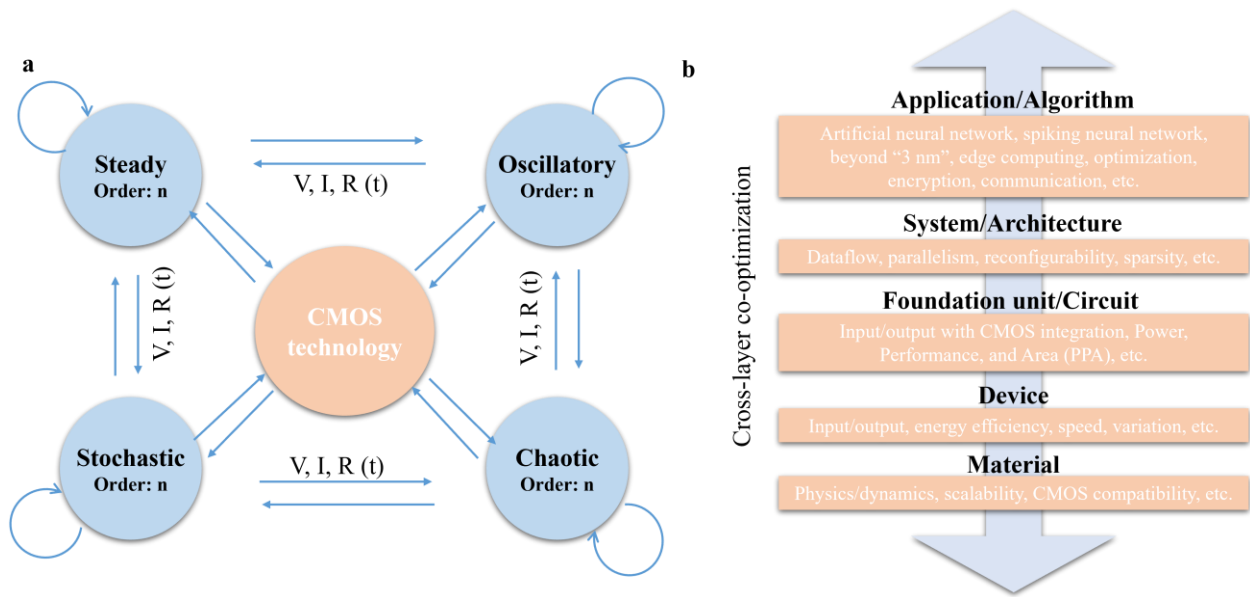 a
Steady
Order: n
Oscillatory
Order: n
V, I, R (t)
V, I, R (t)
CMOS
technology
V, I, R (t)
Stochastic
Order: n
V, I, R (t)
Chaotic
Order: n
b
Cross-layer co-optimization
Application/Algorithm
Artificial neural network, spiking neural network,
beyond “3 nm”, edge computing, optimization,
encryption, communication, etc.
System/Architecture
Dataflow, parallelism, reconfigurability, sparsity, etc.
Foundation unit/Circuit
Input/output with CMOS integration, Power,
Performance, and Area (PPA), etc.
Device
Input/output, energy efficiency, speed, variation, etc.
Material
Physics/dynamics, scalability, CMOS compatibility, etc.